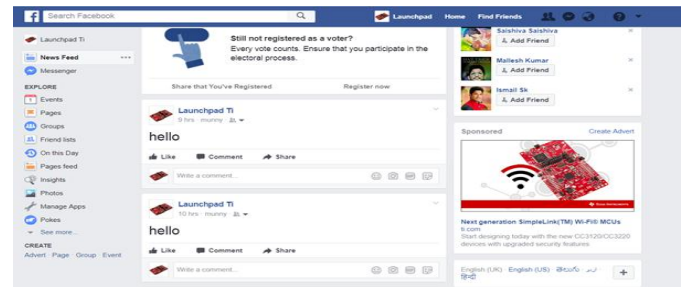 Search Facebook
Launchpad Home Find Friends
Launchpad Ti
News Feed
Messenger
EXPLORE
Events
Pages
Groups
Friend lists
On this Day
Pages feed
Insights
Photos
Manage Apps
Pokes
See more...
CREATE
Advert Page Group Event
Still not registered as a voter?
Every vote counts. Ensure that you participate in the
electoral process.
Share that You've Registered Register now
Launchpad Ti
9 hrs · munny
hello
Like Comment Share
Write a comment...
Launchpad Ti
10 hrs · munny
hello
Like Comment Share
Write a comment...
Saishiva Saishiva
Add Friend
Mallesh Kumar
Add Friend
Ismail Sk
Add Friend
Sponsored Create Advert
Next generation SimpleLink(TM) Wi-Fi® MCUs
ti.com
Start designing today with the new CC3120/CC3220
devices with upgraded security features
English (UK) · English (US) · తెలుగు · اردو ·
हिन्दी